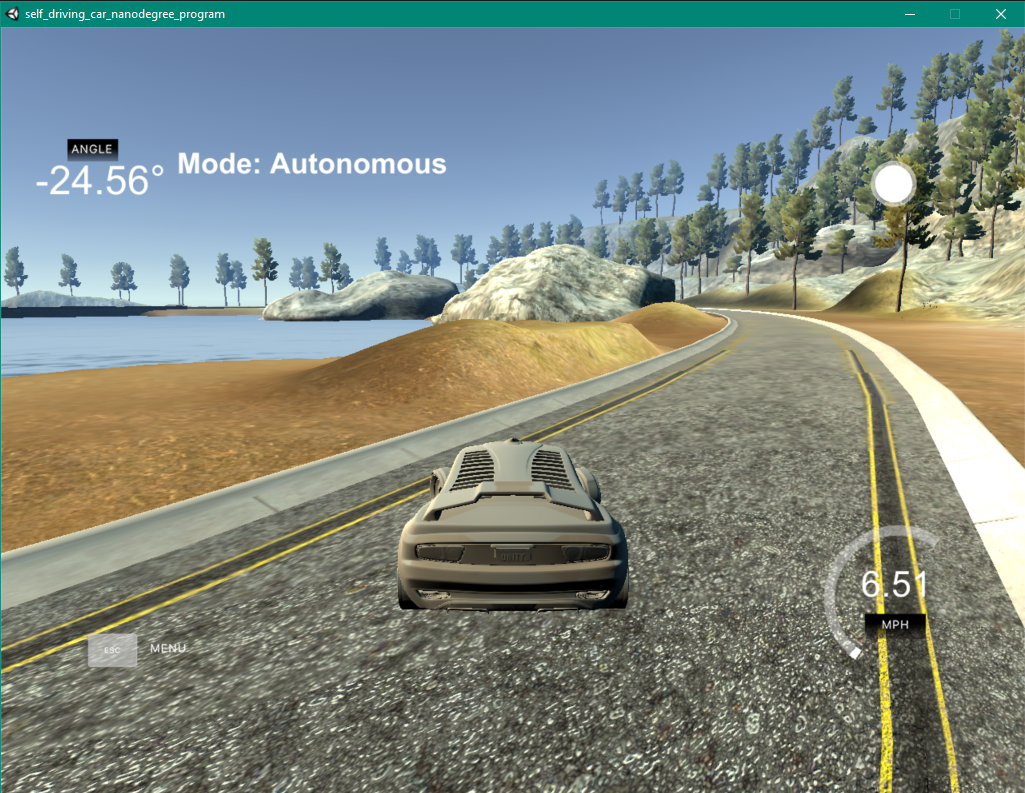 self_driving_car_nanodegree_program
ANGLE
-24.56°
Mode: Autonomous
6.51
MPH
ESC
MENU